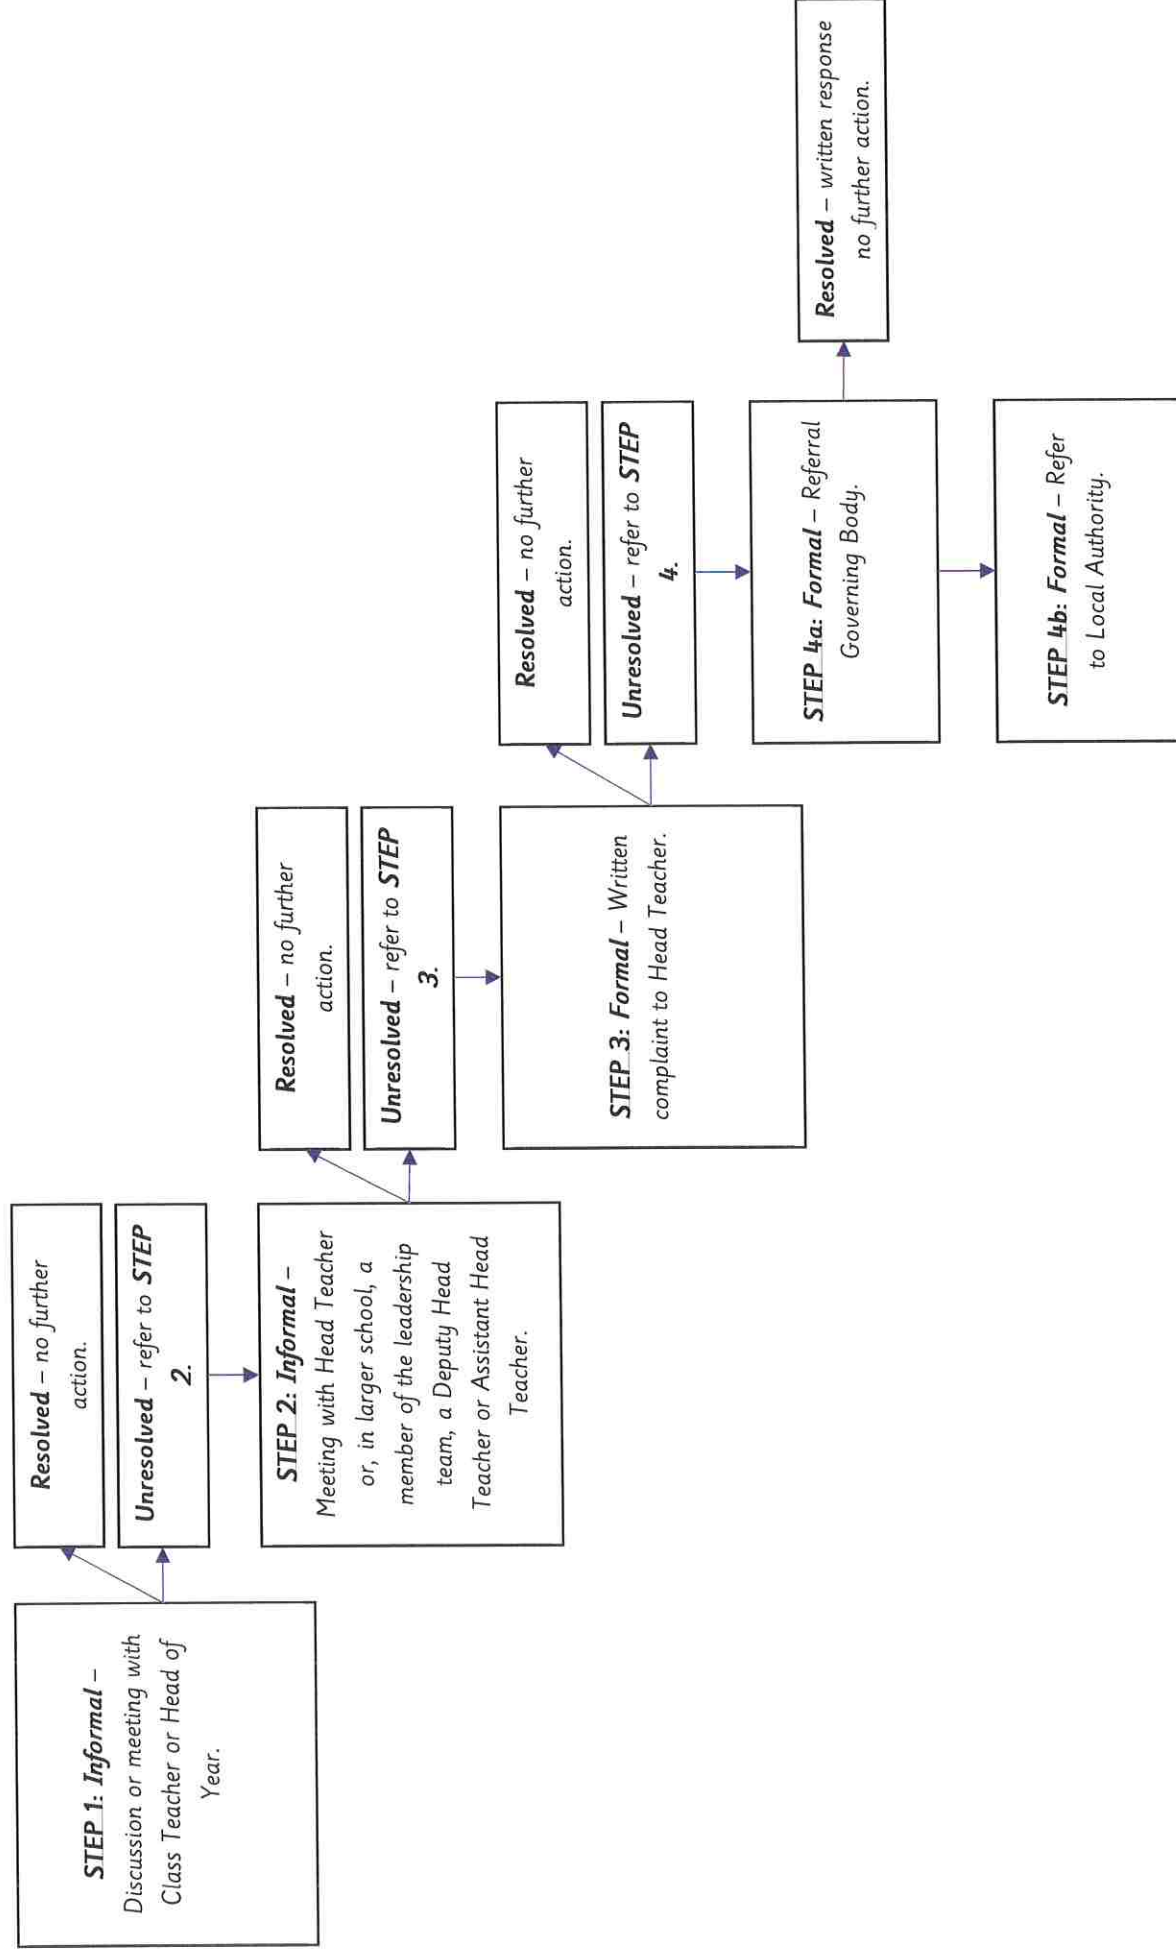 STEP 1: Informal –
Discussion or meeting with
Class Teacher or Head of
Year.
Resolved – no further
action.
Unresolved – refer to STEP
2.
STEP 2: Informal –
Meeting with Head Teacher
or, in larger school, a
member of the leadership
team, a Deputy Head
Teacher or Assistant Head
Teacher.
Resolved – no further
action.
Unresolved – refer to STEP
3.
STEP 3: Formal – Written
complaint to Head Teacher.
Resolved – no further
action.
Unresolved – refer to STEP
4.
STEP 4a: Formal – Referral
Governing Body.
Resolved – written response
no further action.
STEP 4b: Formal – Refer
to Local Authority.